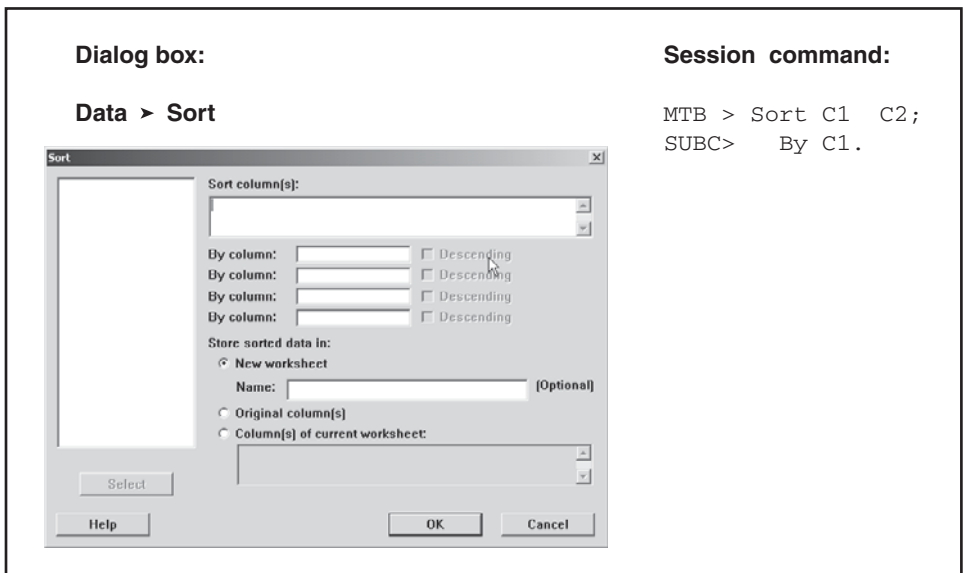 Dialog box:
Data ➤ Sort
Sort
Sort column(s):
By column:
Descending
By column:
Descending
By column:
Descending
By column:
Descending
Store sorted data in:
New worksheet
Name:
(Optional)
Original column(s)
Column(s) of current worksheet:
Select
Help
OK
Cancel
Session command:
MTB > Sort C1 C2;
SUBC> By C1.